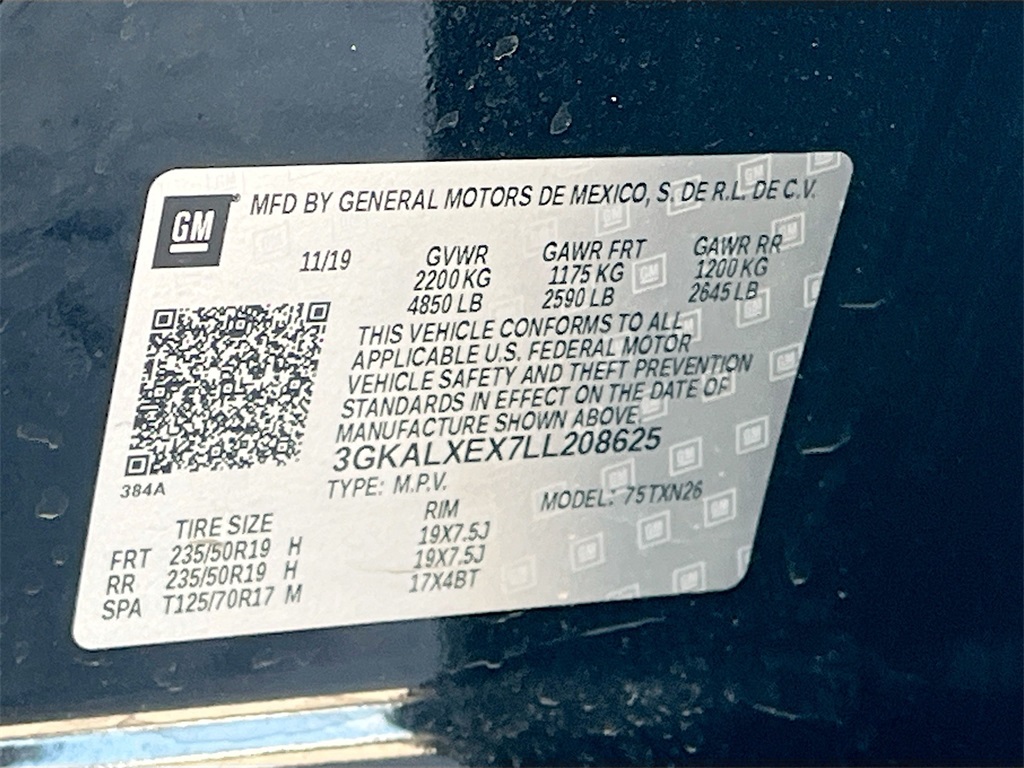 GM® MFD BY GENERAL MOTORS DE MEXICO, S. DE R.L. DE C.V.
11/19 GVWR GAWR FRT GAWR RR
2200 KG 1175 KG 1200 KG
4850 LB 2590 LB 2645 LB
THIS VEHICLE CONFORMS TO ALL
APPLICABLE U.S. FEDERAL MOTOR
VEHICLE SAFETY AND THEFT PREVENTION
STANDARDS IN EFFECT ON THE DATE OF
MANUFACTURE SHOWN ABOVE.
3GKALXEX7LL208625
384A
TYPE: M.P.V. MODEL: 75TXN26
TIRE SIZE RIM
FRT 235/50R19 H 19X7.5J
RR 235/50R19 H 19X7.5J
SPA T125/70R17 M 17X4BT